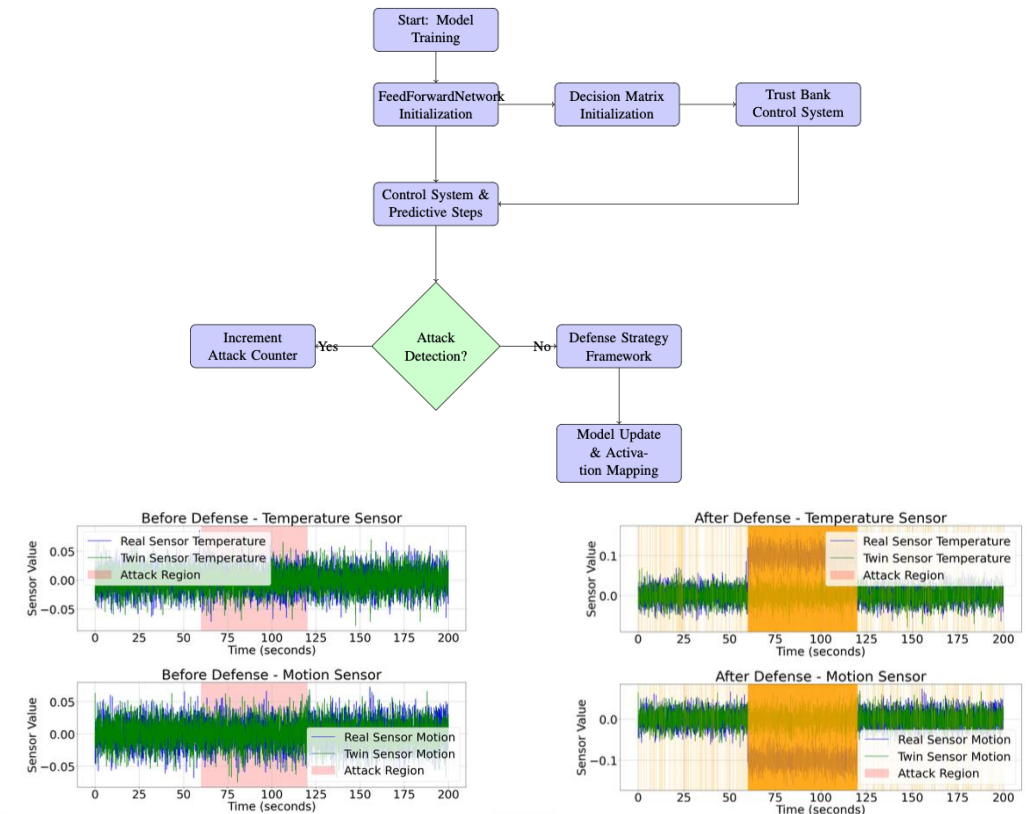 Start: Model
Training
FeedForwardNetwork
Initialization
Decision Matrix
Initialization
Trust Bank
Control System
Control System &
Predictive Steps
Increment
Attack Counter
Yes
Attack
Detection?
No
Defense Strategy
Framework
Model Update
& Activa-
tion Mapping
Before Defense - Temperature Sensor
Sensor Value
0.05
0.00
−0.05
Real Sensor Temperature
Twin Sensor Temperature
Attack Region
0 25 50 75 100 125 150 175 200
Time (seconds)
After Defense - Temperature Sensor
Sensor Value
0.1
0.0
Real Sensor Temperature
Twin Sensor Temperature
Attack Region
0 25 50 75 100 125 150 175 200
Time (seconds)
Before Defense - Motion Sensor
Sensor Value
0.05
0.00
−0.05
Real Sensor Motion
Twin Sensor Motion
Attack Region
0 25 50 75 100 125 150 175 200
Time (seconds)
After Defense - Motion Sensor
Sensor Value
0.0
−0.1
Real Sensor Motion
Twin Sensor Motion
Attack Region
0 25 50 75 100 125 150 175 200
Time (seconds)